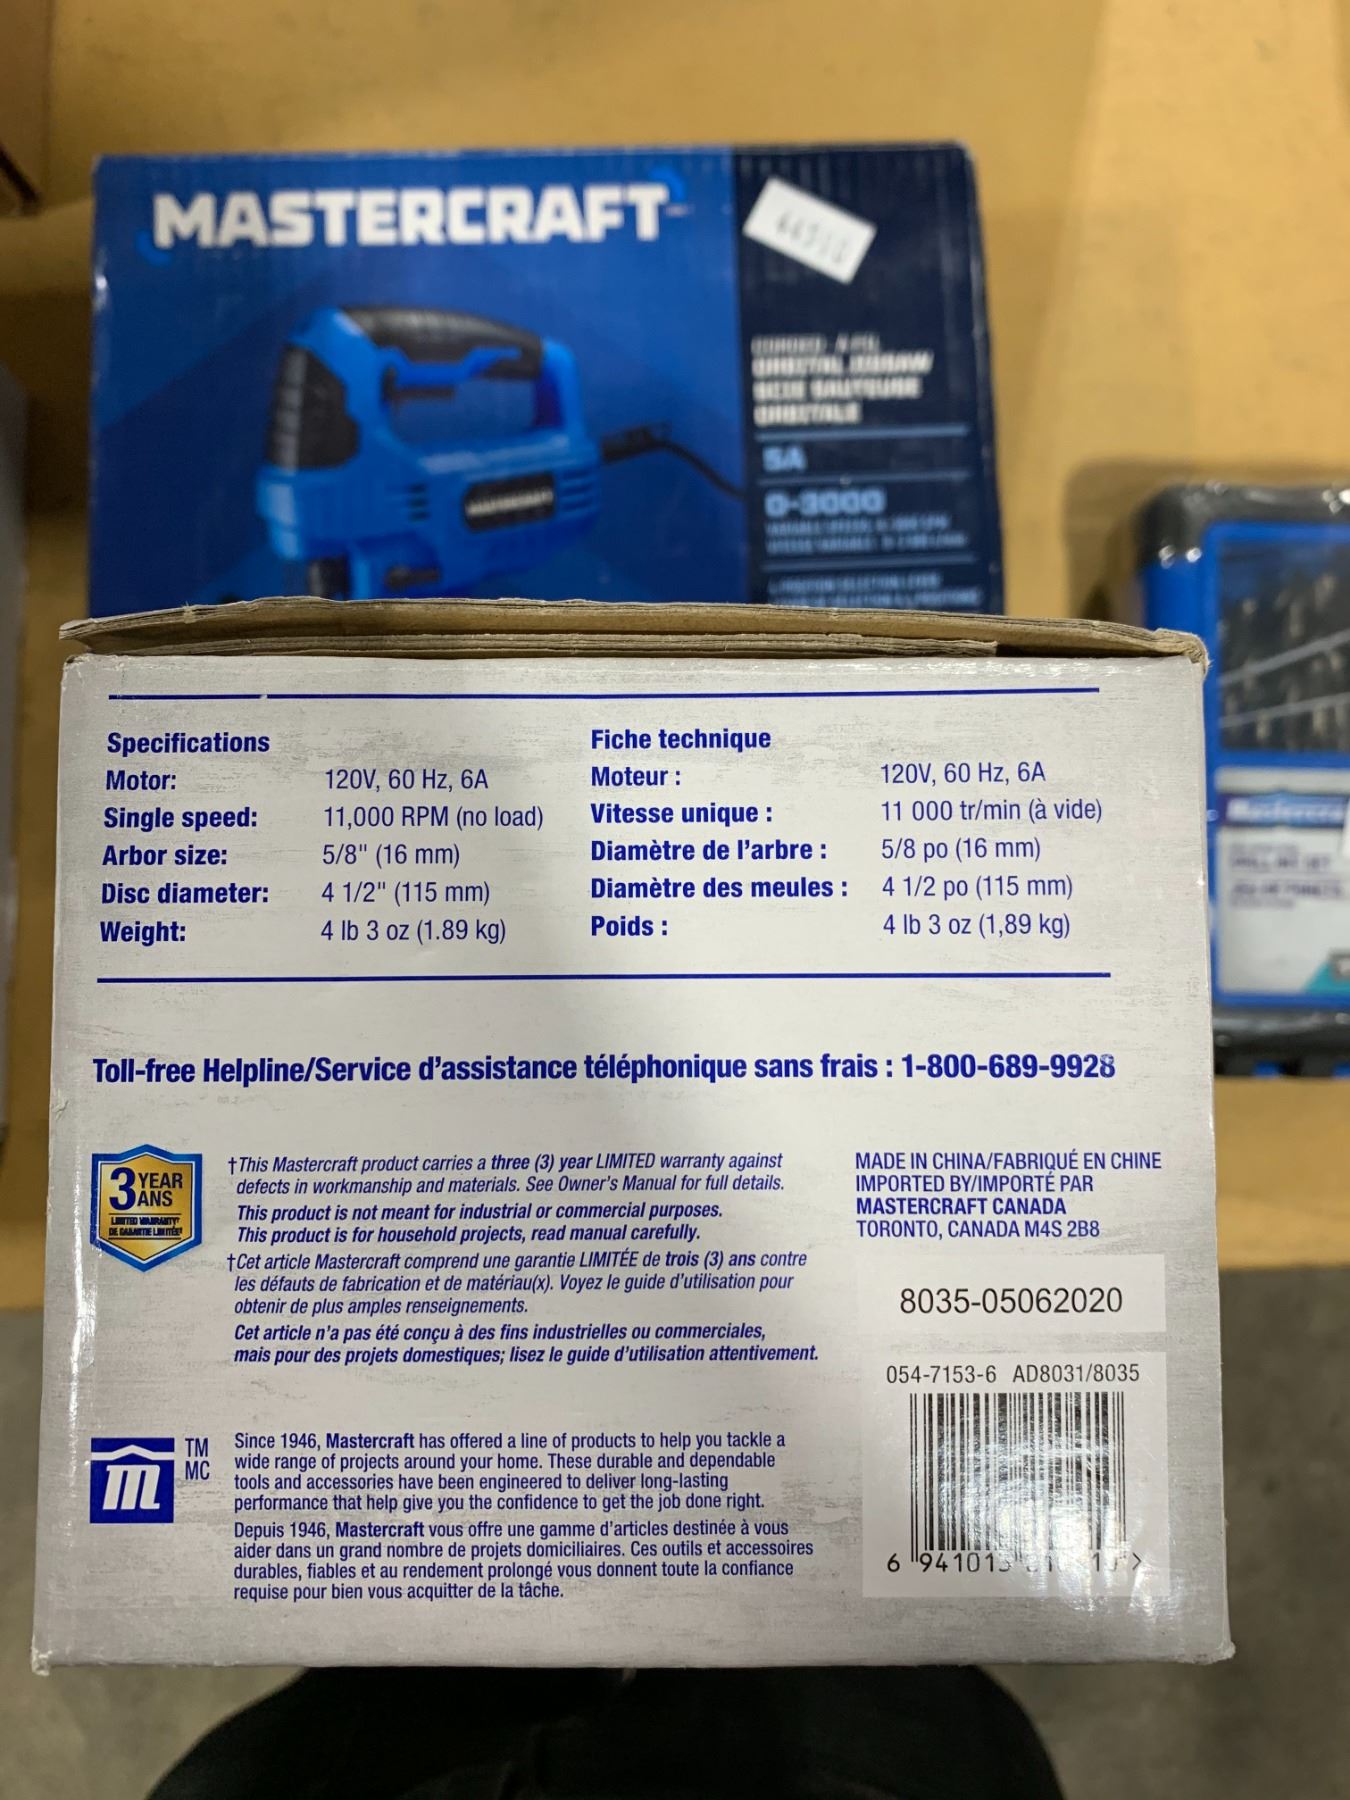 MASTERCRAFT
ORBITAL JIGSAW
SCIE SAUTEUSE
ORBITALE
5A
0-3000
MASTERCRAFT
Specifications
Motor: 120V, 60 Hz, 6A
Single speed: 11,000 RPM (no load)
Arbor size: 5/8" (16 mm)
Disc diameter: 4 1/2" (115 mm)
Weight: 4 lb 3 oz (1.89 kg)
Fiche technique
Moteur : 120V, 60 Hz, 6A
Vitesse unique : 11 000 tr/min (à vide)
Diamètre de l'arbre : 5/8 po (16 mm)
Diamètre des meules : 4 1/2 po (115 mm)
Poids : 4 lb 3 oz (1,89 kg)
Toll-free Helpline/Service d'assistance téléphonique sans frais : 1-800-689-9928
3 YEAR
ANS
LIMITED WARRANTY†
DE GARANTIE LIMITÉE†
†This Mastercraft product carries a three (3) year LIMITED warranty against
defects in workmanship and materials. See Owner's Manual for full details.
This product is not meant for industrial or commercial purposes.
This product is for household projects, read manual carefully.
†Cet article Mastercraft comprend une garantie LIMITÉE de trois (3) ans contre
les défauts de fabrication et de matériau(x). Voyez le guide d'utilisation pour
obtenir de plus amples renseignements.
Cet article n'a pas été conçu à des fins industrielles ou commerciales,
mais pour des projets domestiques; lisez le guide d'utilisation attentivement.
MADE IN CHINA/FABRIQUÉ EN CHINE
IMPORTED BY/IMPORTÉ PAR
MASTERCRAFT CANADA
TORONTO, CANADA M4S 2B8
8035-05062020
054-7153-6 AD8031/8035
6
TM
MC
Since 1946, Mastercraft has offered a line of products to help you tackle a
wide range of projects around your home. These durable and dependable
tools and accessories have been engineered to deliver long-lasting
performance that help give you the confidence to get the job done right.
Depuis 1946, Mastercraft vous offre une gamme d'articles destinée à vous
aider dans un grand nombre de projets domiciliaires. Ces outils et accessoires
durables, fiables et au rendement prolongé vous donnent toute la confiance
requise pour bien vous acquitter de la tâche.